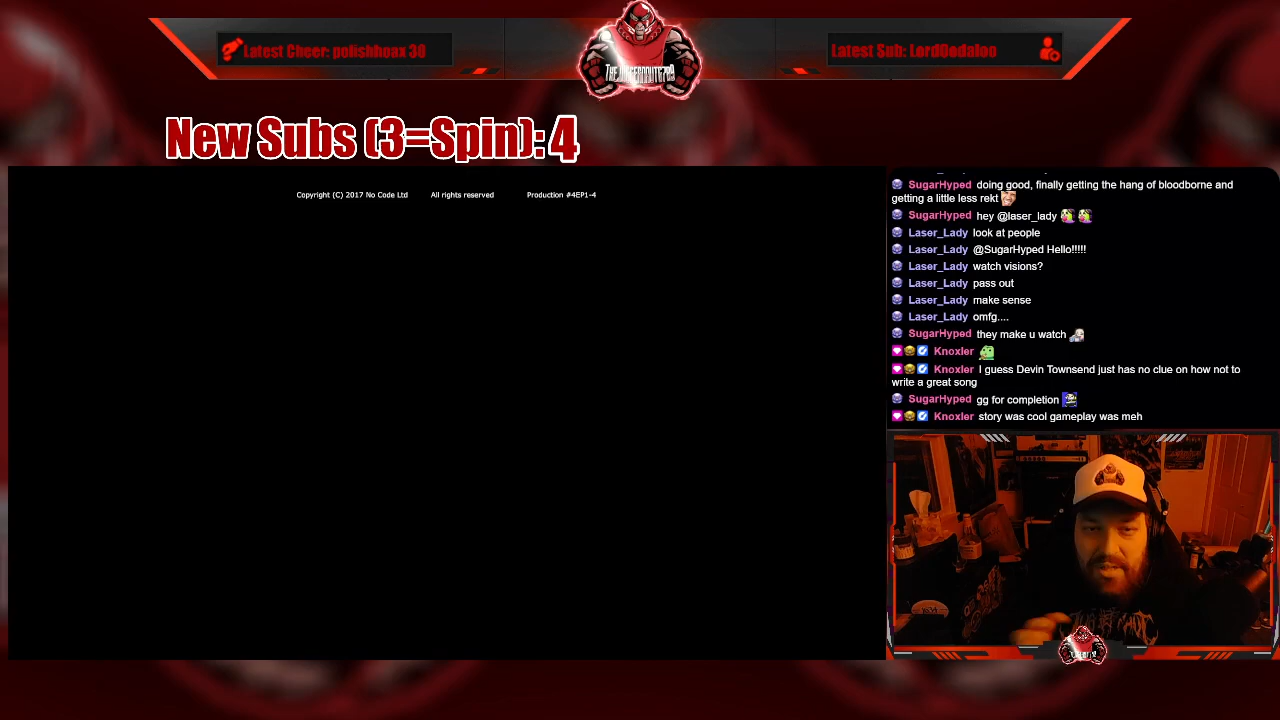 Latest Cheer: polishhoax 30
Latest Sub: LordOodaloo
New Subs (3=Spin): 4
Copyright (C) 2017 No Code Ltd All rights reserved Production #4EP1-4
SugarHyped doing good, finally getting the hang of bloodborne and
getting a little less rekt
SugarHyped hey @laser_lady
Laser_Lady look at people
Laser_Lady @SugarHyped Hello!!!!!
Laser_Lady watch visions?
Laser_Lady pass out
Laser_Lady make sense
Laser_Lady omfg....
SugarHyped they make u watch
Knoxler
Knoxler I guess Devin Townsend just has no clue on how not to
write a great song
SugarHyped gg for completion
Knoxler story was cool gameplay was meh